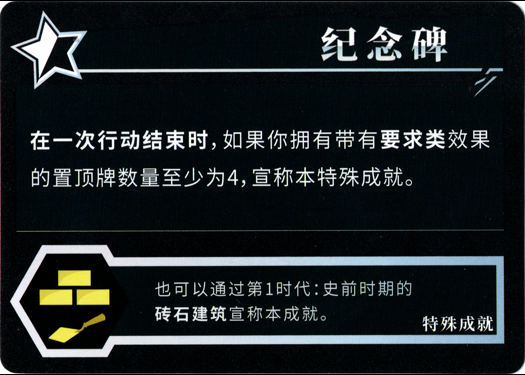 纪念碑
在一次行动结束时，如果你拥有带有要求类效果
的置顶牌数量至少为4，宣称本特殊成就。
也可以通过第1时代：史前时期的
砖石建筑宣称本成就。
特殊成就